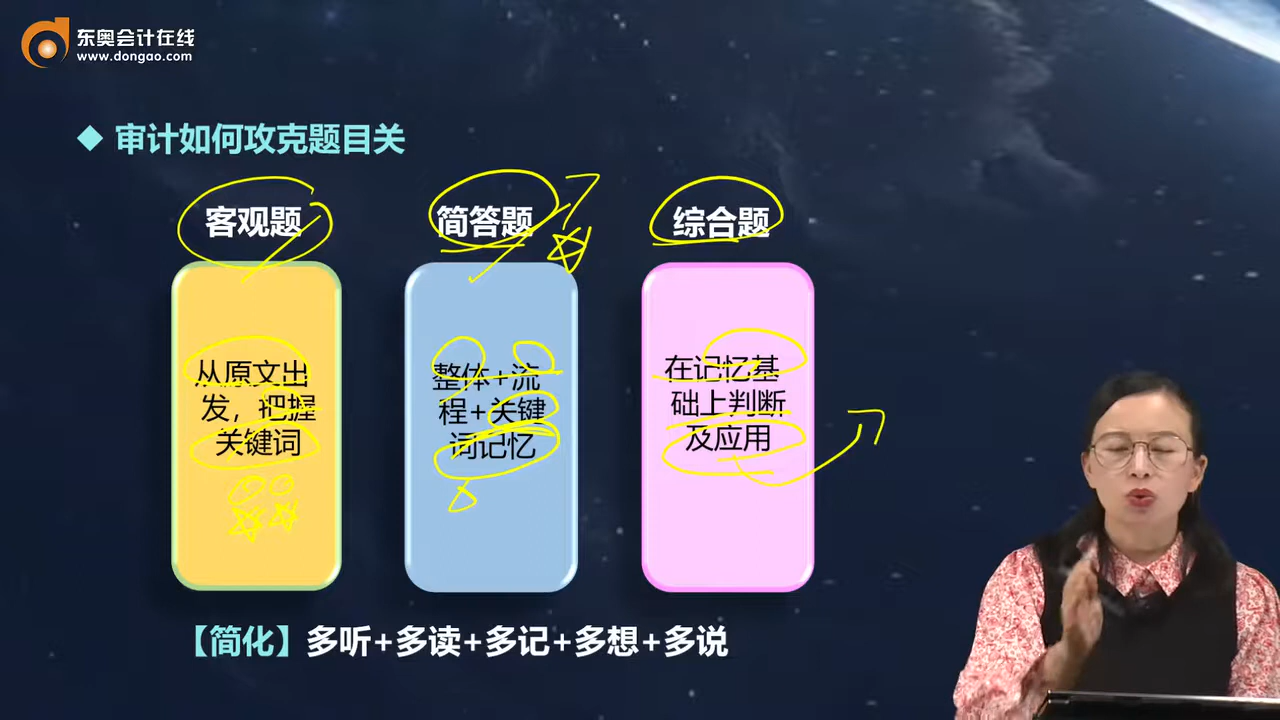 东奥会计在线
www.dongao.com
审计如何攻克题目关
客观题
简答题
综合题
从原文出
发，把握
关键词
整体+流
程+关键
词记忆
在记忆基
础上判断
及应用
【简化】多听+多读+多记+多想+多说